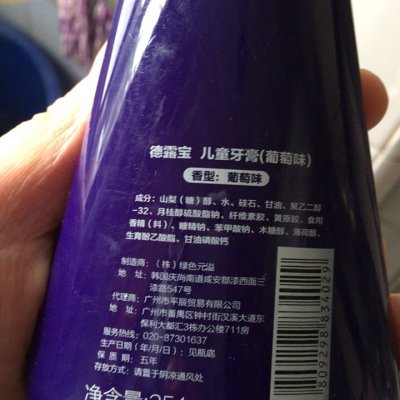 德露宝 儿童牙膏(葡萄味)
香型: 葡萄味
成分: 山梨(糖)醇、水、硅石、甘油、聚乙二醇
-32、月桂醇硫酸酯钠、纤维素胶、黄原胶、食用
香精(料)、糖精钠、苯甲酸钠、木糖醇、薄荷醇、
生育酚乙酸酯、甘油磷酸钙
制造商: (株)绿色元溢
地 址: 韩国庆尚南道咸安郡漆西面三
漆路547号
代理商: 广州市平辰贸易有限公司
地 址: 广州市番禺区钟村街汉溪大道东
保利大都汇3栋办公楼711房
服务热线: 020-87301637
生产日期(年/月/日): 见瓶底
保 质 期: 五年
存放方式: 请置于阴凉通风处
净含量:
8809298834029